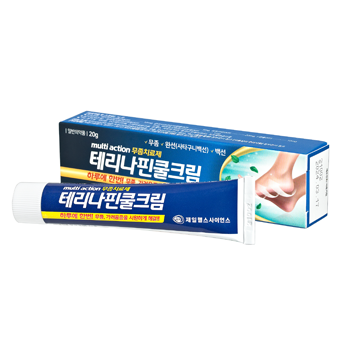 일반의약품 20g
✓무좀 ✓완선(샅타구니백선) ✓백선
multi action 무좀치료제
테리나핀쿨크림
하루에 한번!
multi action 무좀치료제
테리나핀쿨크림
하루에 한번! 무좀, 가려움증을 시원하게 해결!
제일헬스사이언스